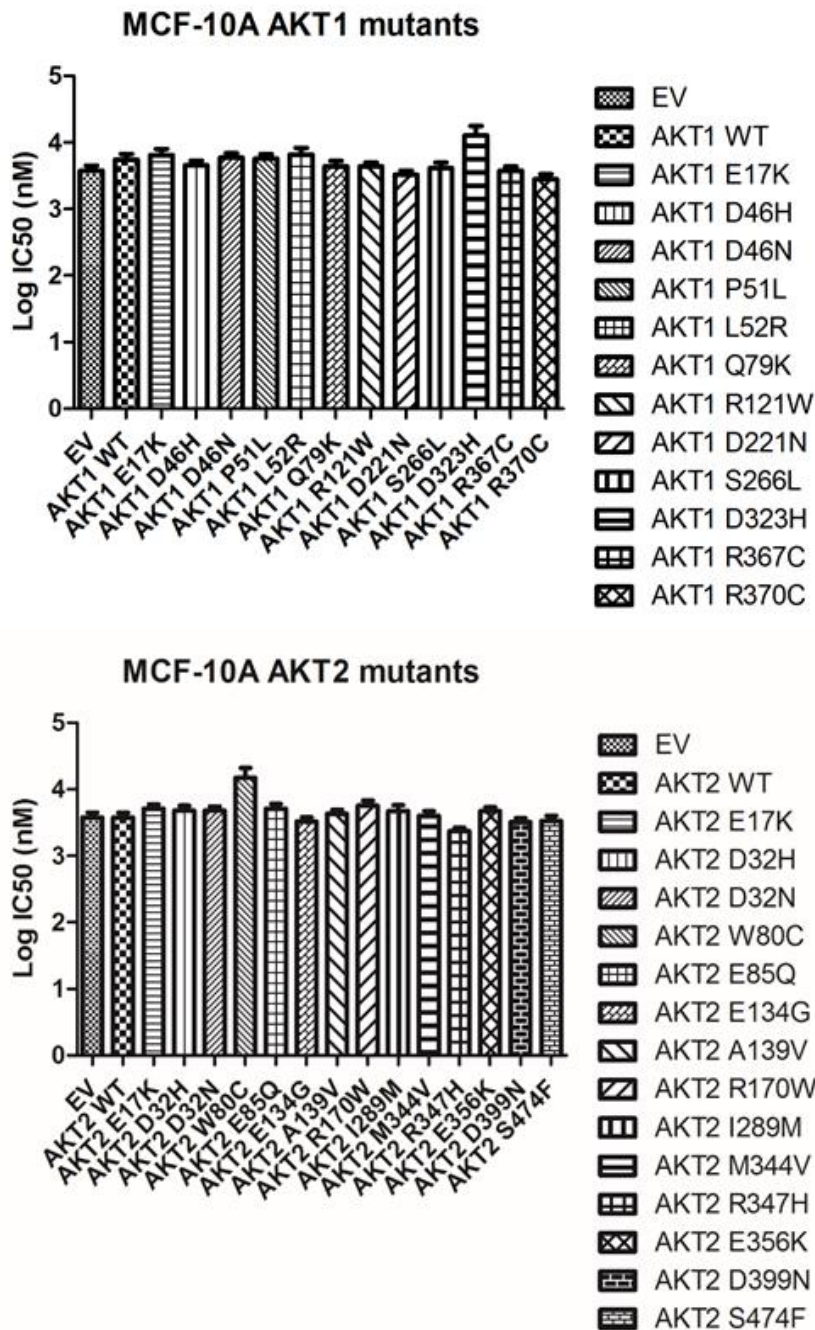 MCF-10A AKT1 mutants
Log IC50 (nM)
5
4
3
2
1
0
EV
AKT1 WT
AKT1 E17K
AKT1 D46H
AKT1 D46N
AKT1 P51L
AKT1 L52R
AKT1 Q79K
AKT1 R121W
AKT1 D221N
AKT1 S266L
AKT1 D323H
AKT1 R367C
AKT1 R370C
EV
AKT1 WT
AKT1 E17K
AKT1 D46H
AKT1 D46N
AKT1 P51L
AKT1 L52R
AKT1 Q79K
AKT1 R121W
AKT1 D221N
AKT1 S266L
AKT1 D323H
AKT1 R367C
AKT1 R370C
MCF-10A AKT2 mutants
Log IC50 (nM)
5
4
3
2
1
0
EV
AKT2 WT
AKT2 E17K
AKT2 D32H
AKT2 D32N
AKT2 W80C
AKT2 E85Q
AKT2 E134G
AKT2 A139V
AKT2 R170W
AKT2 I289M
AKT2 M344V
AKT2 R347H
AKT2 E356K
AKT2 D399N
AKT2 S474F
EV
AKT2 WT
AKT2 E17K
AKT2 D32H
AKT2 D32N
AKT2 W80C
AKT2 E85Q
AKT2 E134G
AKT2 A139V
AKT2 R170W
AKT2 I289M
AKT2 M344V
AKT2 R347H
AKT2 E356K
AKT2 D399N
AKT2 S474F